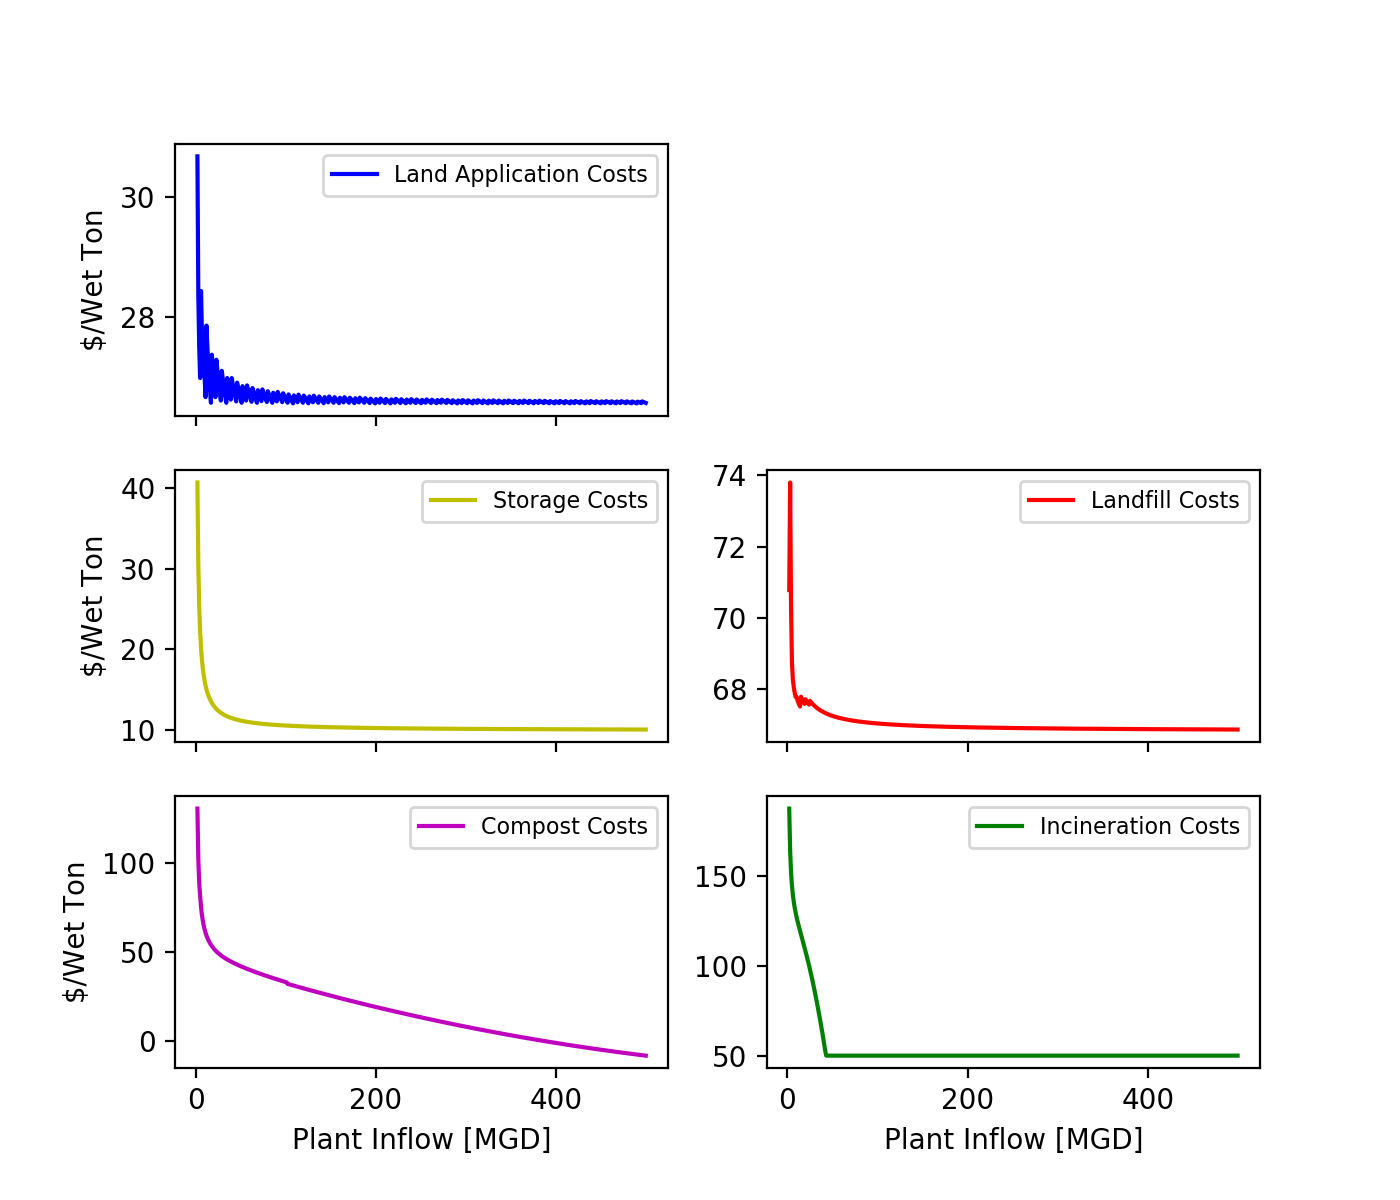 Land Application Costs
30
28
$/Wet Ton
Storage Costs
40
30
20
10
$/Wet Ton
Landfill Costs
74
72
70
68
Compost Costs
100
50
0
$/Wet Ton
0 200 400
Plant Inflow [MGD]
Incineration Costs
150
100
50
0 200 400
Plant Inflow [MGD]